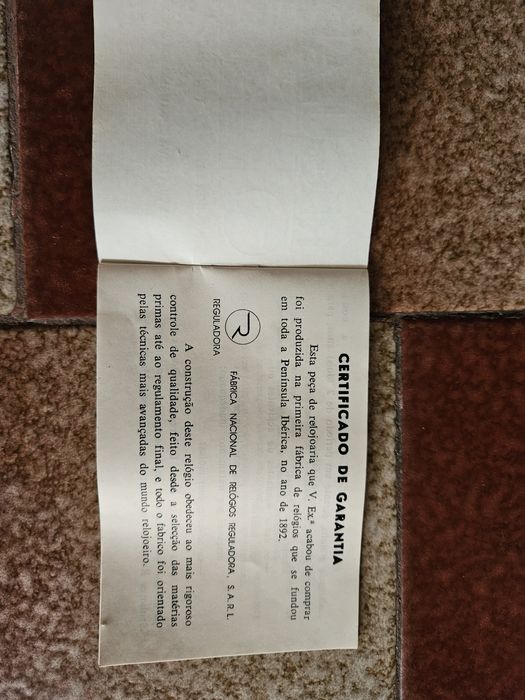 CERTIFICADO DE GARANTIA
Esta peça de relojoaria que V. Ex.ª acabou de comprar
foi produzida na primeira fábrica de relógios que se fundou
em toda a Península Ibérica, no ano de 1892.
R
FÁBRICA NACIONAL DE RELÓGIOS REGULADORA, S. A. R. L.
REGULADORA
A construção deste relógio obedeceu ao mais rigoroso
controle de qualidade, feito desde a selecção das matérias
primas até ao regulamento final, e todo o fabrico foi orientado
pelas técnicas mais avançadas do mundo relojoeiro.